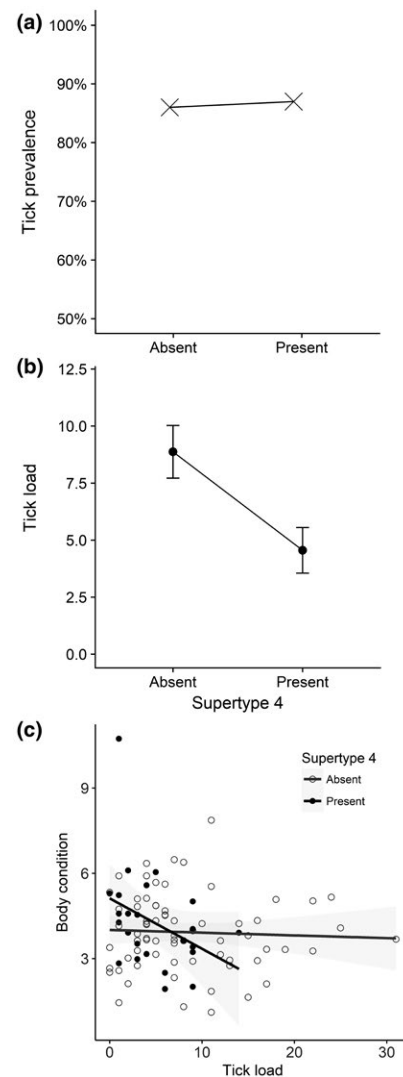 (a)
100%
90%
80%
70%
60%
50%
Tick prevalence
Absent Present
(b)
12.5
10.0
7.5
5.0
2.5
0.0
Tick load
Absent Present
Supertype 4
(c)
9
6
3
Body condition
Supertype 4
Absent
Present
0 10 20 30
Tick load